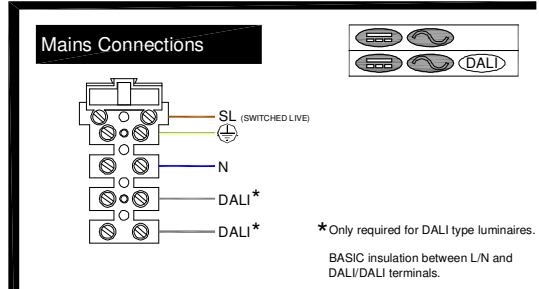 Mains Connections
DALI
SL (SWITCHED LIVE)
N
DALI*
DALI*
*Only required for DALI type luminaires.
BASIC insulation between L/N and
DALI/DALI terminals.